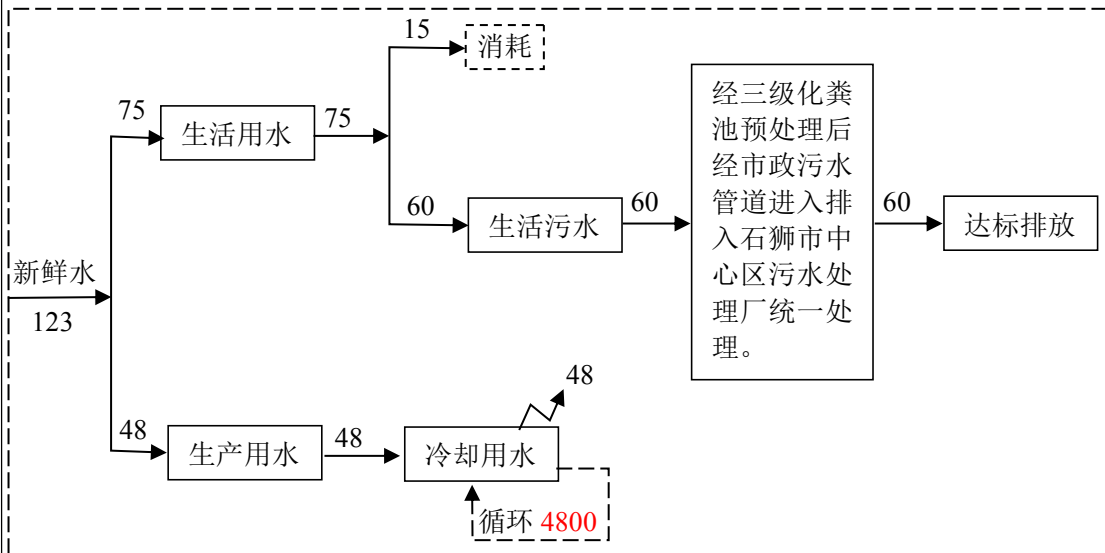 15
消耗
75
生活用水
75
60
生活污水
60
经三级化粪
池预处理后
经市政污水
管道进入排
入石狮市中
心区污水处
理厂统一处
理。
60
达标排放
新鲜水
123
48
生产用水
48
冷却用水
48
循环 4800